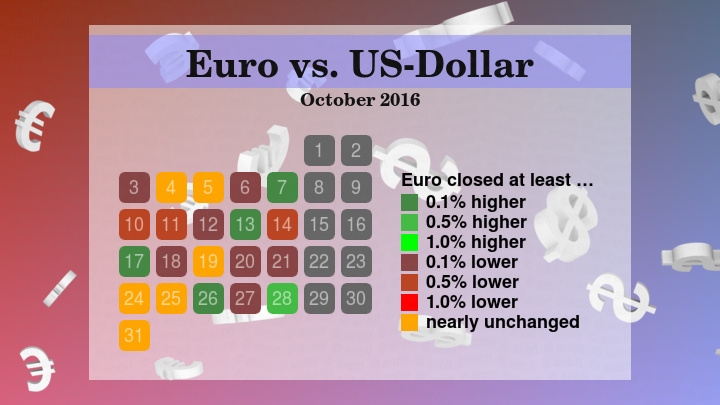 Euro vs. US-Dollar
October 2016
1 2
3 4 5 6 7 8 9
10 11 12 13 14 15 16
17 18 19 20 21 22 23
24 25 26 27 28 29 30
31
Euro closed at least ...
0.1% higher
0.5% higher
1.0% higher
0.1% lower
0.5% lower
1.0% lower
nearly unchanged